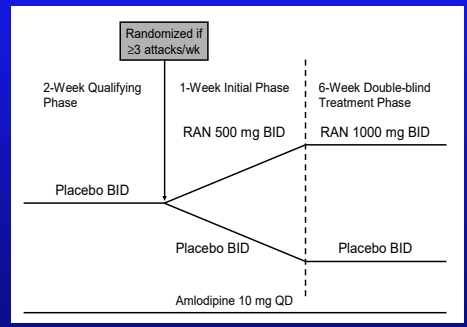 Randomized if
≥3 attacks/wk
2-Week Qualifying
Phase
1-Week Initial Phase
6-Week Double-blind
Treatment Phase
RAN 500 mg BID
RAN 1000 mg BID
Placebo BID
Placebo BID
Placebo BID
Amlodipine 10 mg QD